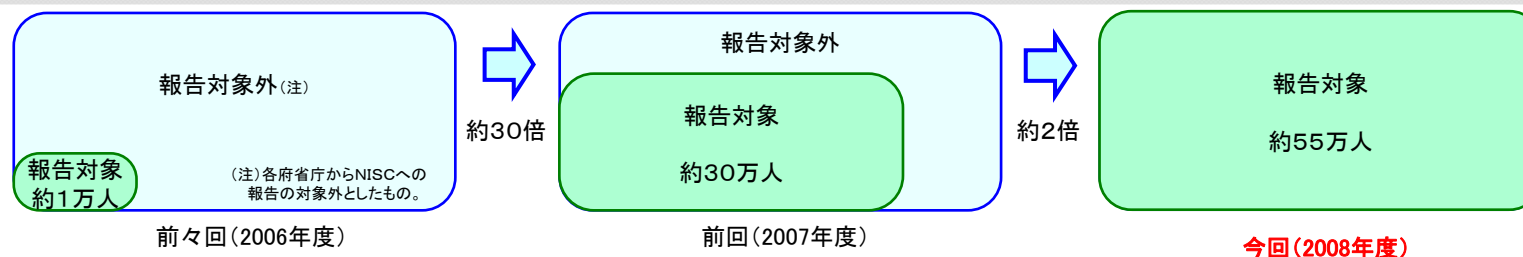 報告対象外(注)
報告対象
約1万人
(注)各府省庁からNISCへの
報告の対象外としたもの。
前々回(2006年度)
約30倍
報告対象外
報告対象
約30万人
前回(2007年度)
約2倍
報告対象
約55万人
今回(2008年度)